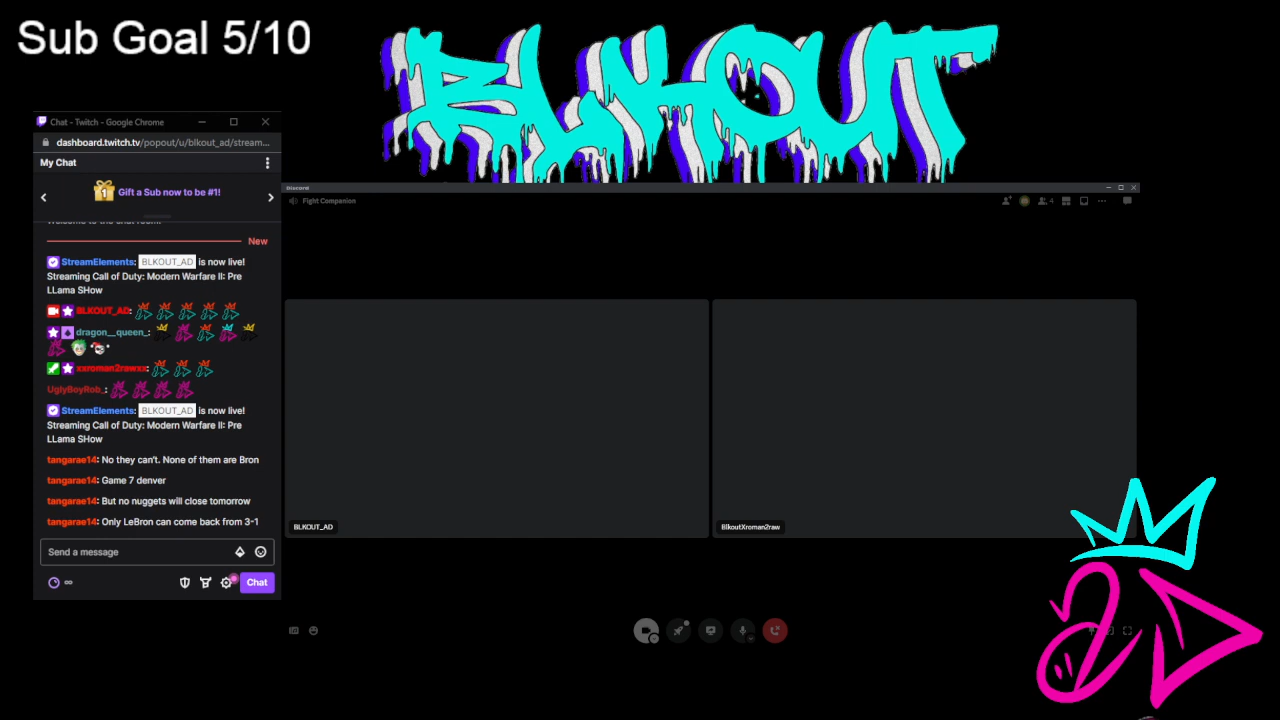 Sub Goal 5/10
BLKOUT
Chat - Twitch - Google Chrome
dashboard.twitch.tv/popout/u/blkout_ad/stream...
My Chat
Gift a Sub now to be #1!
New
StreamElements: BLKOUT_AD is now live!
Streaming Call of Duty: Modern Warfare II: Pre
LLama SHow
BLKOUT_AD:
dragon__queen_:
xxroman2rawxx:
UglyBoyRob_:
StreamElements: BLKOUT_AD is now live!
Streaming Call of Duty: Modern Warfare II: Pre
LLama SHow
tangarae14: No they can't. None of them are Bron
tangarae14: Game 7 denver
tangarae14: But no nuggets will close tomorrow
tangarae14: Only LeBron can come back from 3-1
Send a message
Chat
Discord
Fight Companion
4
BLKOUT_AD
BlkoutXroman2raw